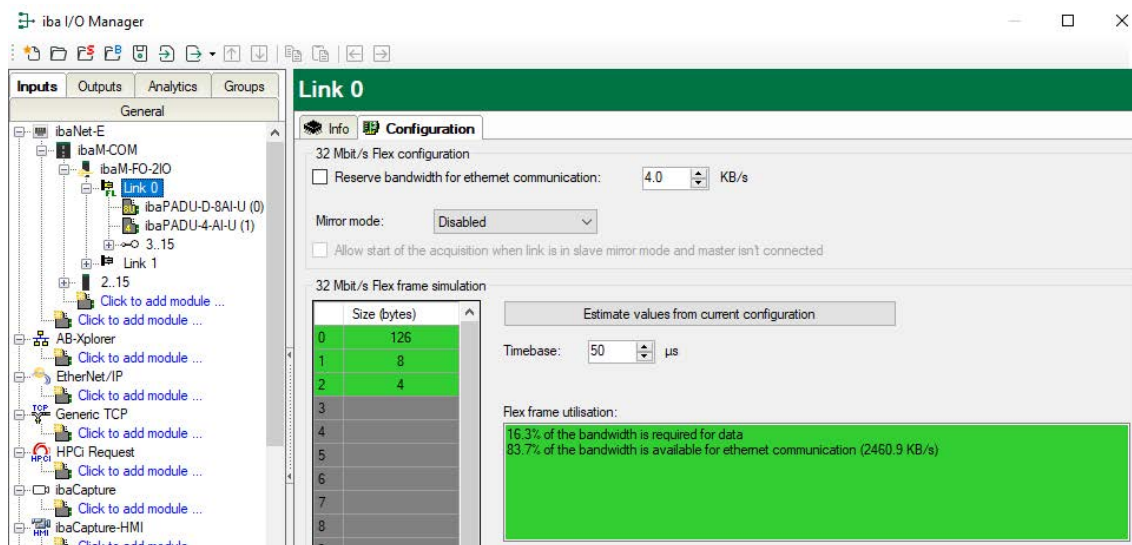 iba I/O Manager
Inputs Outputs Analytics Groups
General
ibaNet-E
ibaM-COM
ibaM-FO-2IO
Link 0
ibaPADU-D-8AI-U (0)
ibaPADU-4-AI-U (1)
3..15
Link 1
2..15
Click to add module ...
Click to add module ...
AB-Xplorer
Click to add module ...
EtherNet/IP
Click to add module ...
Generic TCP
Click to add module ...
HPCi Request
Click to add module ...
ibaCapture
Click to add module ...
ibaCapture-HMI
Link 0
Info Configuration
32 Mbit/s Flex configuration
Reserve bandwidth for ethernet communication: 4.0 KB/s
Mirror mode: Disabled
Allow start of the acquisition when link is in slave mirror mode and master isn't connected
32 Mbit/s Flex frame simulation
Size (bytes)
0 126
1 8
2 4
3
4
5
6
7
8
Estimate values from current configuration
Timebase: 50 µs
Flex frame utilisation:
16.3% of the bandwidth is required for data
83.7% of the bandwidth is available for ethernet communication (2460.9 KB/s)